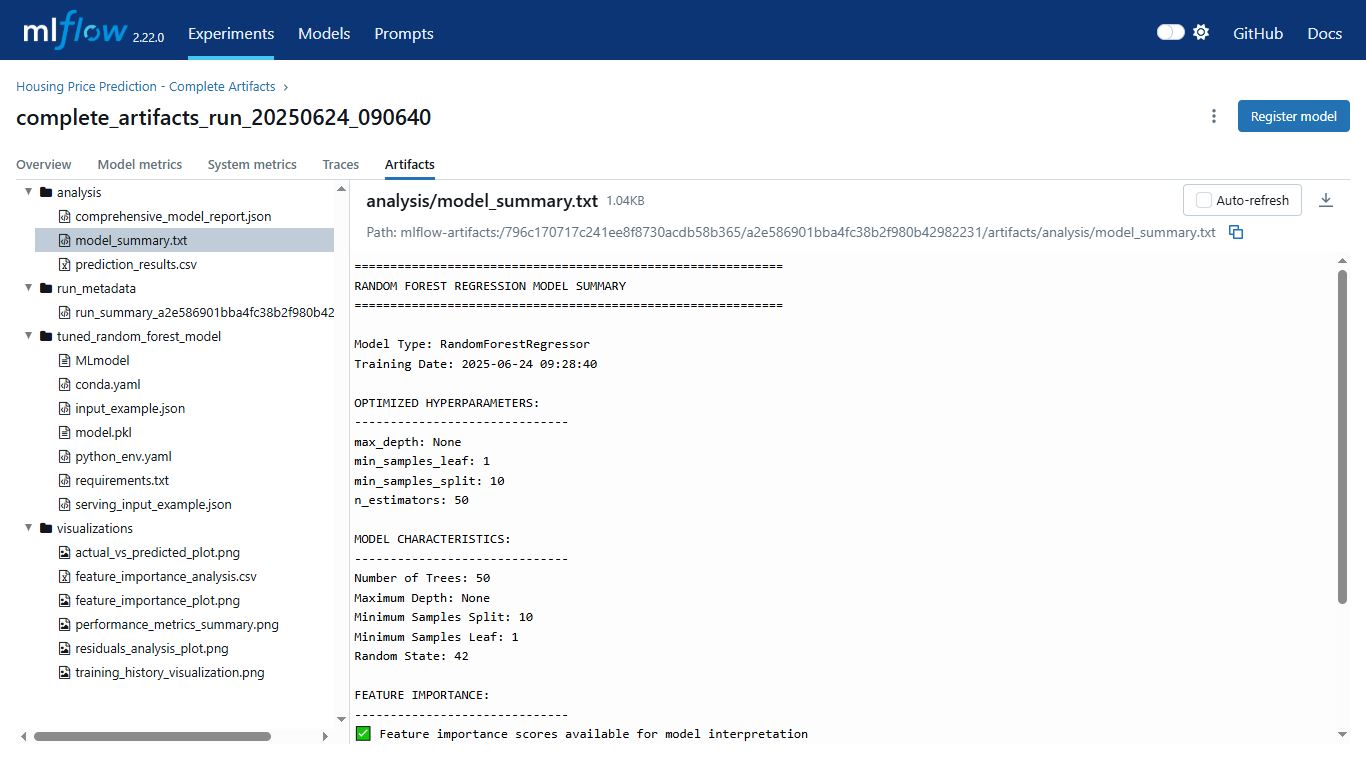 mlflow 2.22.0 Experiments Models Prompts GitHub Docs
Housing Price Prediction - Complete Artifacts
complete_artifacts_run_20250624_090640
Register model
Overview Model metrics System metrics Traces Artifacts
analysis
comprehensive_model_report.json
model_summary.txt
prediction_results.csv
run_metadata
run_summary_a2e586901bba4fc38b2f980b42
tuned_random_forest_model
MLmodel
conda.yaml
input_example.json
model.pkl
python_env.yaml
requirements.txt
serving_input_example.json
visualizations
actual_vs_predicted_plot.png
feature_importance_analysis.csv
feature_importance_plot.png
performance_metrics_summary.png
residuals_analysis_plot.png
training_history_visualization.png
analysis/model_summary.txt 1.04KB
Auto-refresh
Path: mlflow-artifacts:/796c170717c241ee8f8730acdb58b365/a2e586901bba4fc38b2f980b42982231/artifacts/analysis/model_summary.txt
============================================================
RANDOM FOREST REGRESSION MODEL SUMMARY
============================================================
Model Type: RandomForestRegressor
Training Date: 2025-06-24 09:28:40
OPTIMIZED HYPERPARAMETERS:
------------------------------
max_depth: None
min_samples_leaf: 1
min_samples_split: 10
n_estimators: 50
MODEL CHARACTERISTICS:
------------------------------
Number of Trees: 50
Maximum Depth: None
Minimum Samples Split: 10
Minimum Samples Leaf: 1
Random State: 42
FEATURE IMPORTANCE:
------------------------------
✅ Feature importance scores available for model interpretation